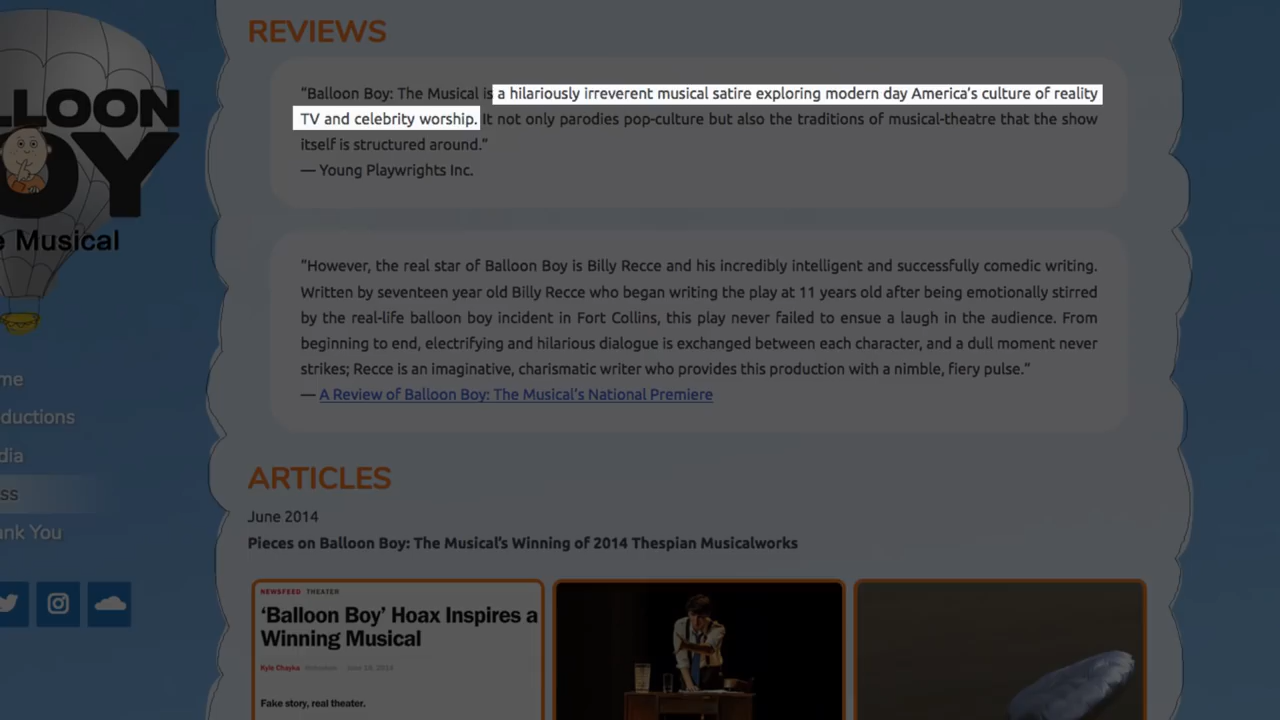 REVIEWS
“Balloon Boy: The Musical is a hilariously irreverent musical satire exploring modern day America’s culture of reality
TV and celebrity worship. It not only parodies pop-culture but also the traditions of musical-theatre that the show
itself is structured around.”
— Young Playwrights Inc.
“However, the real star of Balloon Boy is Billy Recce and his incredibly intelligent and successfully comedic writing.
Written by seventeen year old Billy Recce who began writing the play at 11 years old after being emotionally stirred
by the real-life balloon boy incident in Fort Collins, this play never failed to ensue a laugh in the audience. From
beginning to end, electrifying and hilarious dialogue is exchanged between each character, and a dull moment never
strikes; Recce is an imaginative, charismatic writer who provides this production with a nimble, fiery pulse.”
— A Review of Balloon Boy: The Musical’s National Premiere
ARTICLES
June 2014
Pieces on Balloon Boy: The Musical’s Winning of 2014 Thespian Musicalworks
NEWSFEED THEATER
‘Balloon Boy’ Hoax Inspires a
Winning Musical
Kyle Chayka
Fake story, real theater.
LLOON
OY
e Musical
me
ductions
dia
ss
ank You